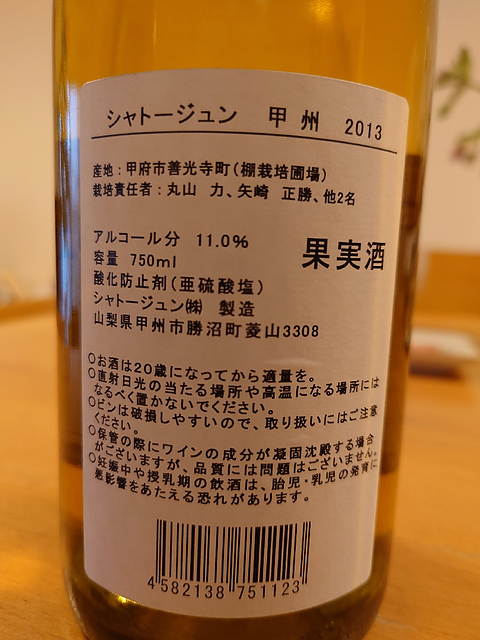 シャトージュン 甲州 2013
産地：甲府市善光寺町（棚栽培圃場）
栽培責任者：丸山 力、矢崎 正勝、他2名
アルコール分 11.0%
容量 750ml
果実酒
酸化防止剤（亜硫酸塩）
シャトージュン㈱ 製造
山梨県甲州市勝沼町菱山3308
○お酒は20歳になってから適量を。
○直射日光の当たる場所や高温になる場所には
なるべく置かないでください。
○ビンは破損しやすいので、取り扱いにはご注意
ください。
○保管の際にワインの成分が凝固沈殿する場合
がございますが、品質には問題はございません。
○妊娠中や授乳期の飲酒は、胎児・乳児の発育に
悪影響をあたえる恐れがあります。
4 582138 751123